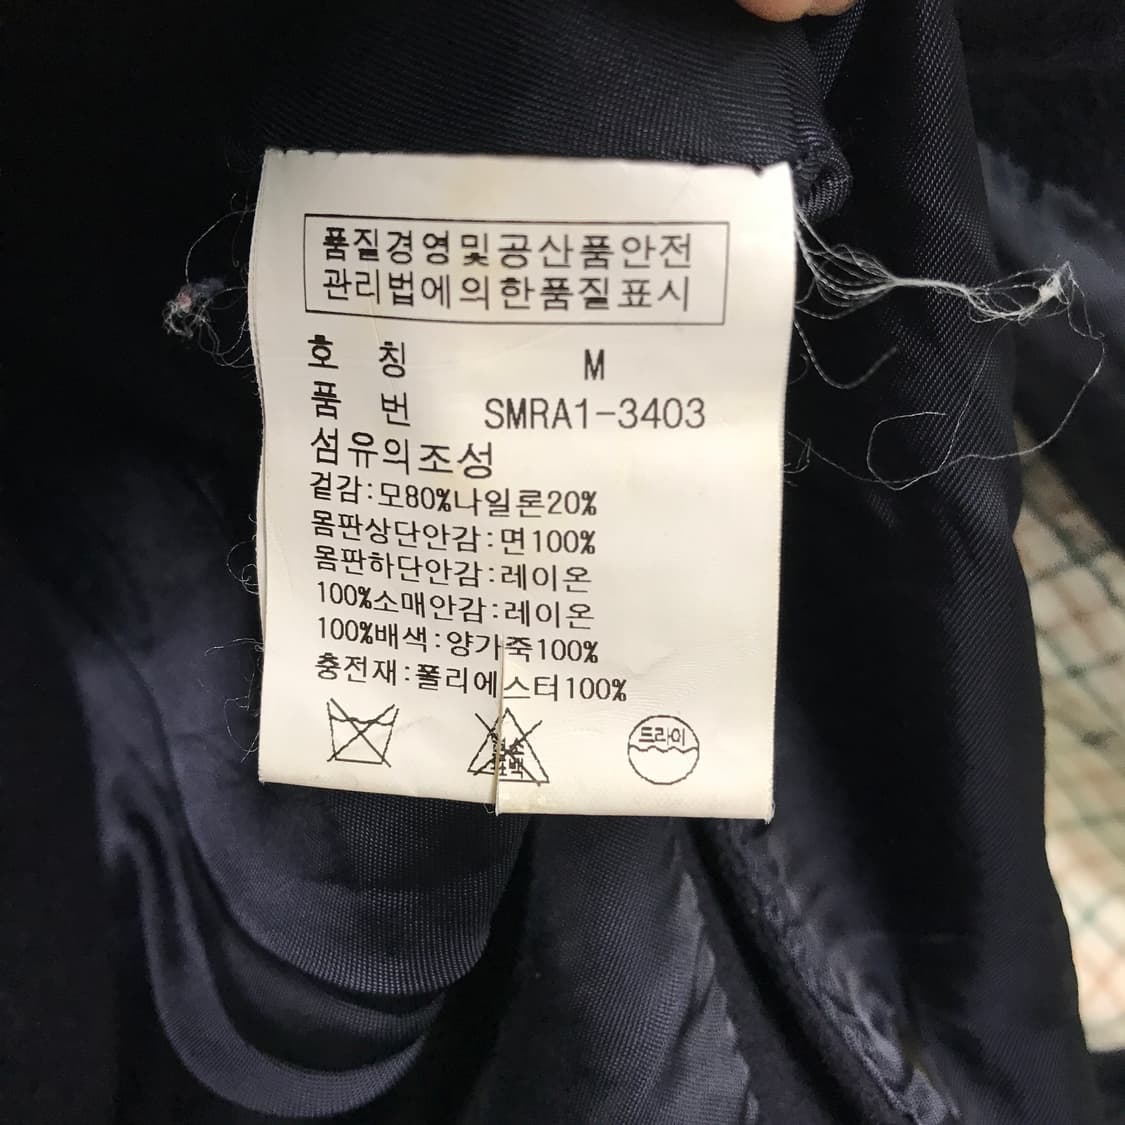 품질경영및공산품안전
관리법에의한품질표시
호 칭 M
품 번 SMRA1-3403
섬유의조성
겉감:모80%나일론20%
몸판상단안감:면100%
몸판하단안감:레이온
100%소매안감:레이온
100%배색:양가죽100%
충전재:폴리에스터100%
드라이